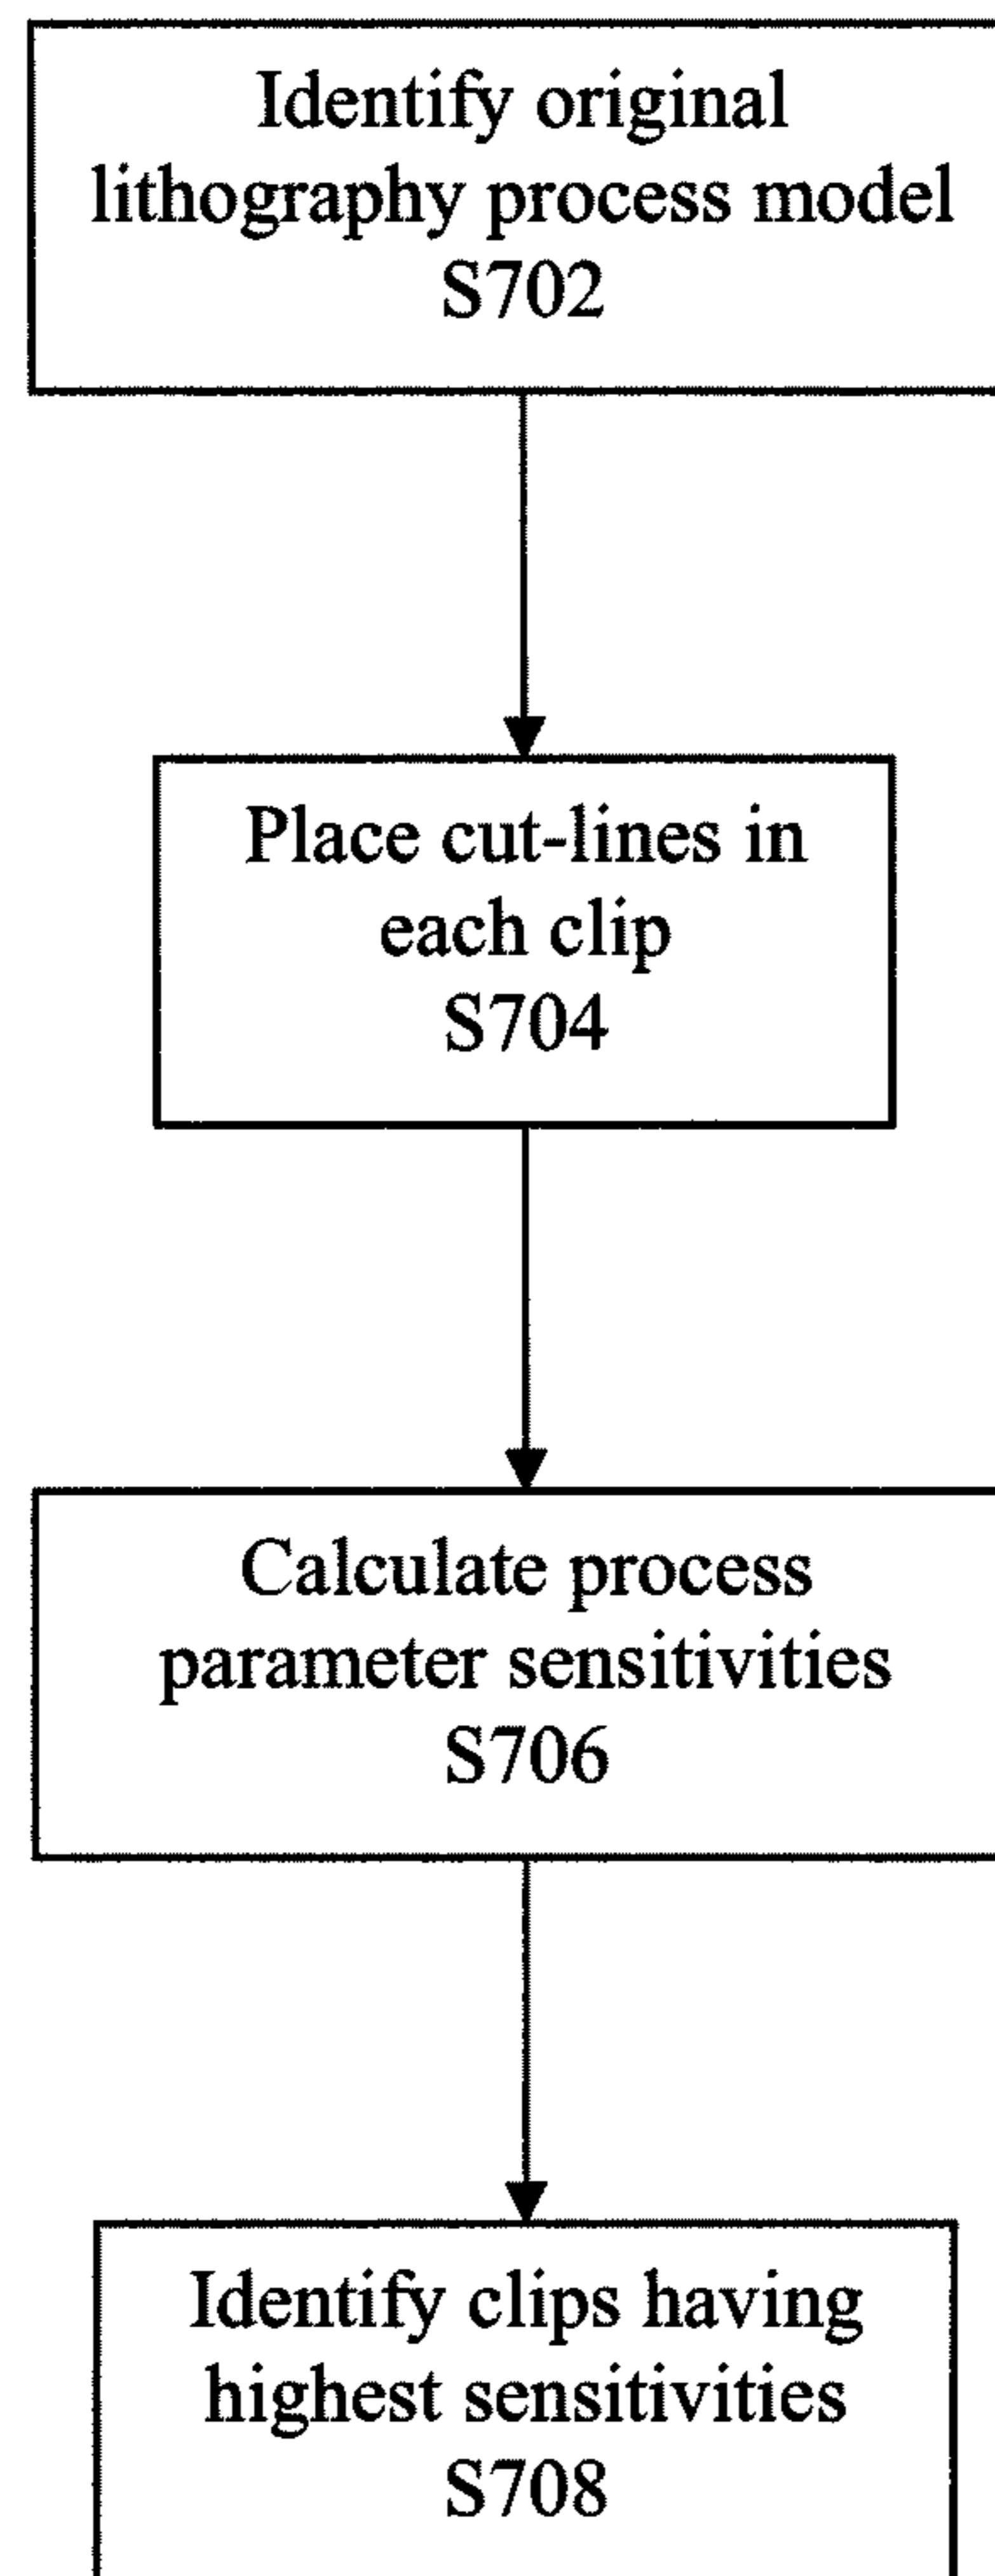 Identify original
lithography process model
S702
Place cut-lines in
each clip
S704
Calculate process
parameter sensitivities
S706
Identify clips having
highest sensitivities
S708